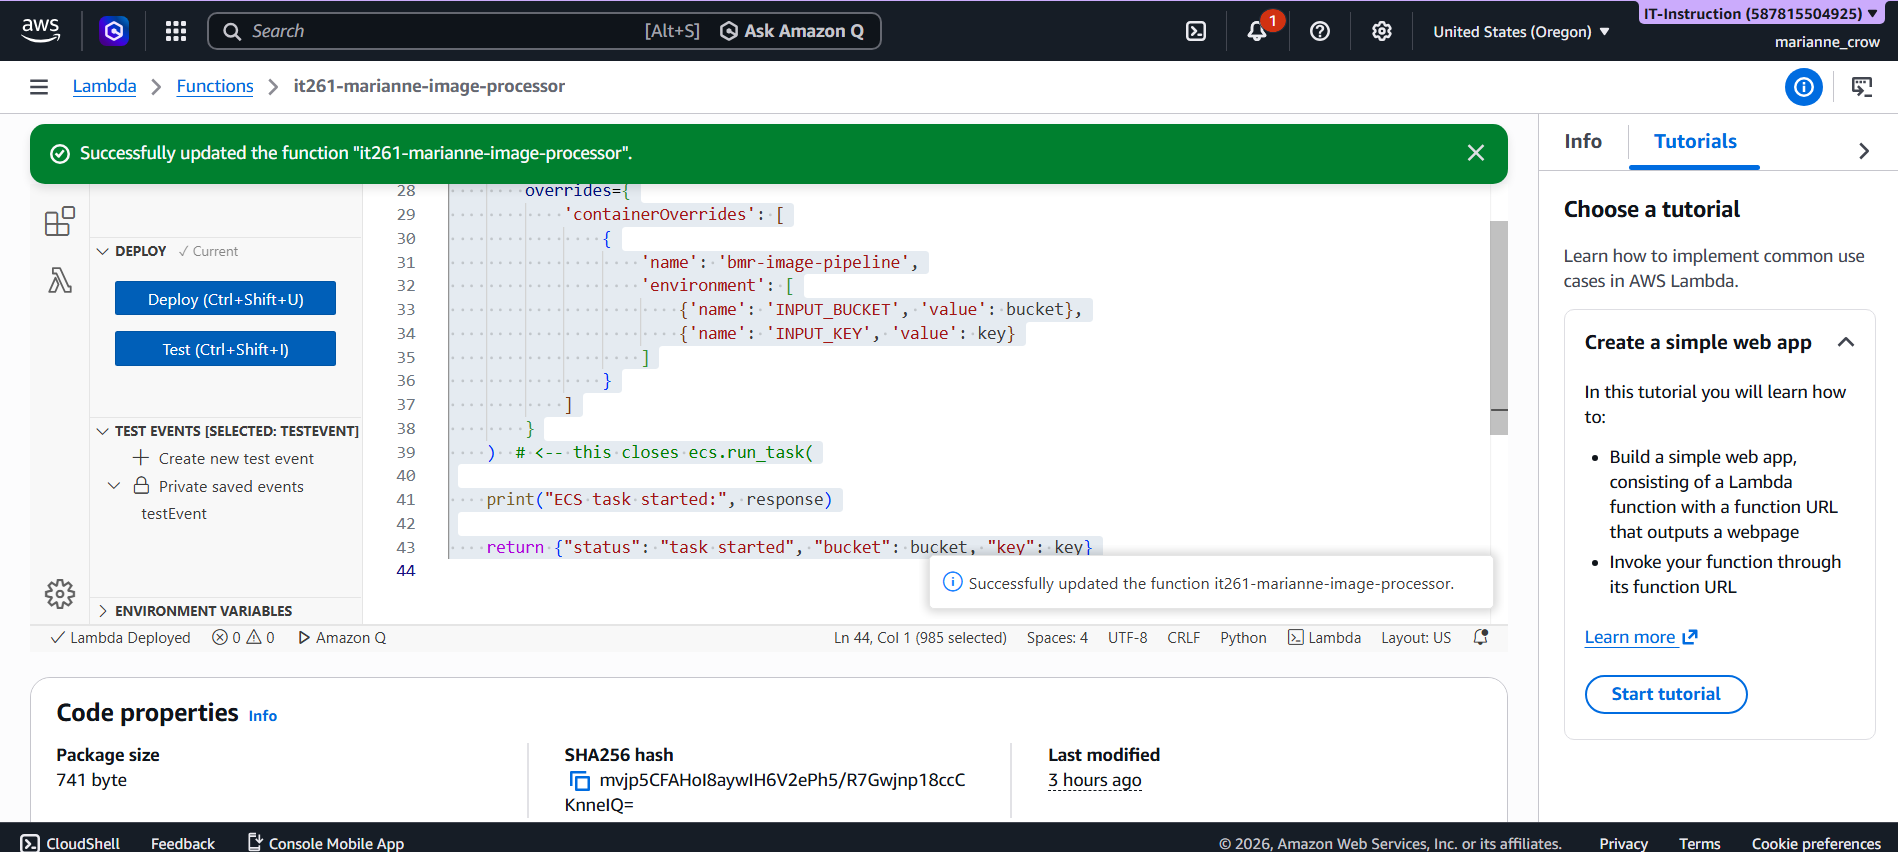 aws
Search
[Alt+S]
Ask Amazon Q
1
United States (Oregon) ▼
IT-Instruction (587815504925) ▼
marianne_crow
Lambda
Functions
it261-marianne-image-processor
Successfully updated the function "it261-marianne-image-processor".
DEPLOY ✓ Current
Deploy (Ctrl+Shift+U)
Test (Ctrl+Shift+I)
TEST EVENTS [SELECTED: TESTEVENT]
Create new test event
Private saved events
testEvent
ENVIRONMENT VARIABLES
28 overrides={
29 'containerOverrides': [
30 {
31 'name': 'bmr-image-pipeline',
32 'environment': [
33 {'name': 'INPUT_BUCKET', 'value': bucket},
34 {'name': 'INPUT_KEY', 'value': key}
35 ]
36 }
37 ]
38 }
39 ) # <-- this closes ecs.run_task(
40
41 print("ECS task started:", response)
42
43 return {"status": "task started", "bucket": bucket, "key": key}
44
Successfully updated the function it261-marianne-image-processor.
Lambda Deployed
0
0
Amazon Q
Ln 44, Col 1 (985 selected)
Spaces: 4
UTF-8
CRLF
Python
Lambda
Layout: US
Code properties Info
Package size
741 byte
SHA256 hash
mvjp5CFAHoI8aywIH6V2ePh5/R7Gwjnp18ccC
KnneIQ=
Last modified
3 hours ago
Info
Tutorials
Choose a tutorial
Learn how to implement common use
cases in AWS Lambda.
Create a simple web app
In this tutorial you will learn how
to:
• Build a simple web app,
consisting of a Lambda
function with a function URL
that outputs a webpage
• Invoke your function through
its function URL
Learn more
Start tutorial
CloudShell
Feedback
Console Mobile App
© 2026, Amazon Web Services, Inc. or its affiliates.
Privacy
Terms
Cookie preferences